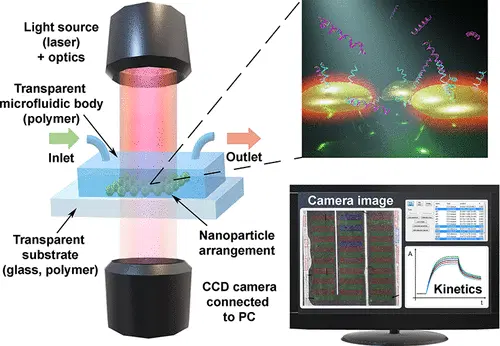 Light source
(laser)
+ optics
Transparent
microfluidic body
(polymer)
Inlet
Outlet
Transparent
substrate
(glass, polymer)
Nanoparticle
arrangement
CCD camera
connected
to PC
Camera image
A
Kinetics
t